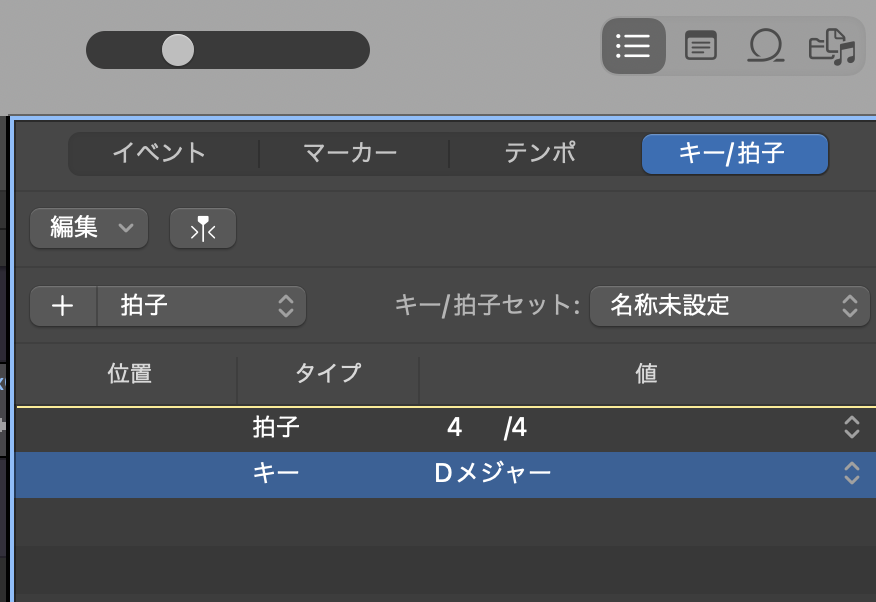 イベント マーカー テンポ キー/拍子
編集
＋ 拍子 キー/拍子セット: 名称未設定
位置 タイプ 値
拍子 4 /4
キー Dメジャー